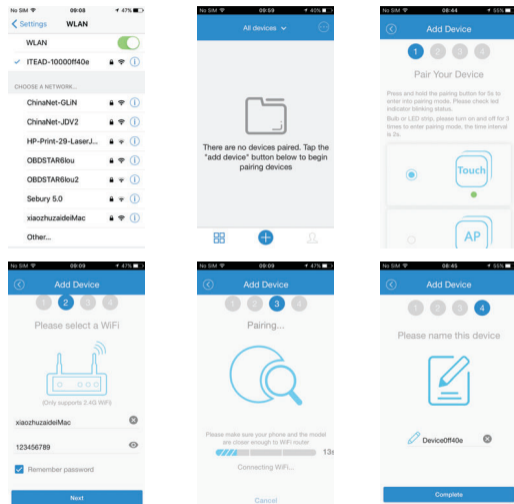 No SIM 09:08 40%
Settings WLAN
WLAN
ITEAD-10000ff40e
CHOOSE A NETWORK...
ChinaNet-GLiN
ChinaNet-JDV2
HP-Print-29-LaserJ...
OBDSTAR6lou
OBDSTAR6lou2
Sebury 5.0
xiaozhuzaideiMac
Other...
No SIM 09:59 40%
All devices
There are no devices paired. Tap the
"add device" button below to begin
pairing devices
No SIM 08:44 55%
Add Device
1 2 3 4
Pair Your Device
Press and hold the pairing button for 5s to
enter into pairing mode. Please check led
indicator blinking status.
Bulb or LED strip, please turn on and off for 3
times to enter pairing mode, the time interval
is 2s.
Touch
AP
No SIM 09:09 47%
Add Device
1 2 3 4
Please select a WiFi
(Only supports 2.4G WiFi)
xiaozhuzaideiMac
123456789
Remember password
Next
No SIM 09:09 47%
Add Device
1 2 3 4
Pairing...
Please make sure your phone and the model
are closer enough to WiFi router
13s
Connecting WiFi...
Cancel
No SIM 08:45 55%
Add Device
1 2 3 4
Please name this device
Device0ff40e
Complete